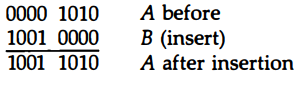 0000 1010 A before
1001 0000 B (insert)
1001 1010 A after insertion